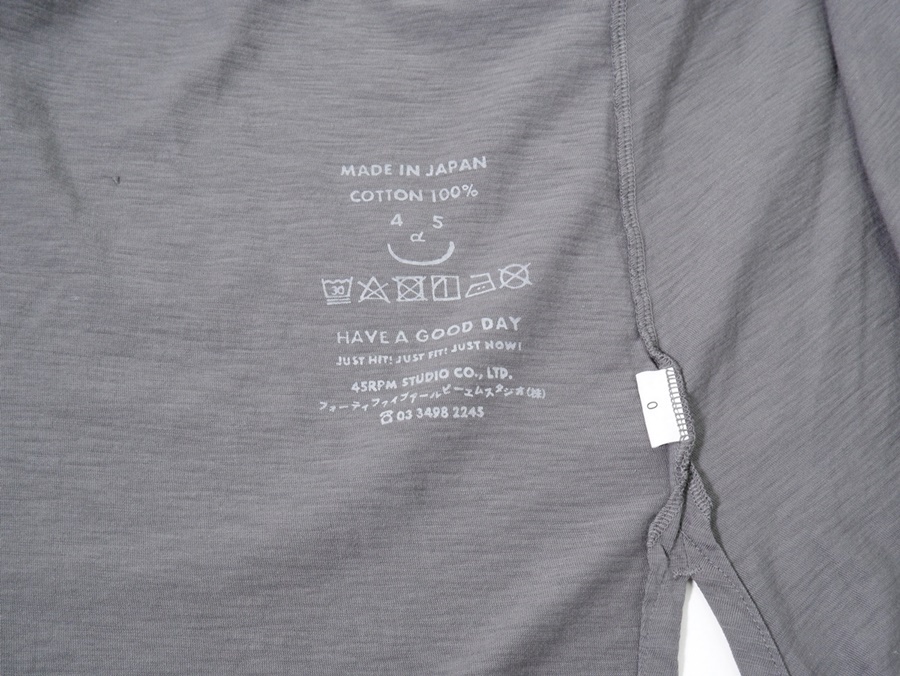 MADE IN JAPAN
COTTON 100%
4 5
d
30
HAVE A GOOD DAY
JUST HIT! JUST FIT! JUST NOW!
45RPM STUDIO CO., LTD.
フォーティファイブアールピーエムスタジオ(株)
☎ 03 3498 2245
0